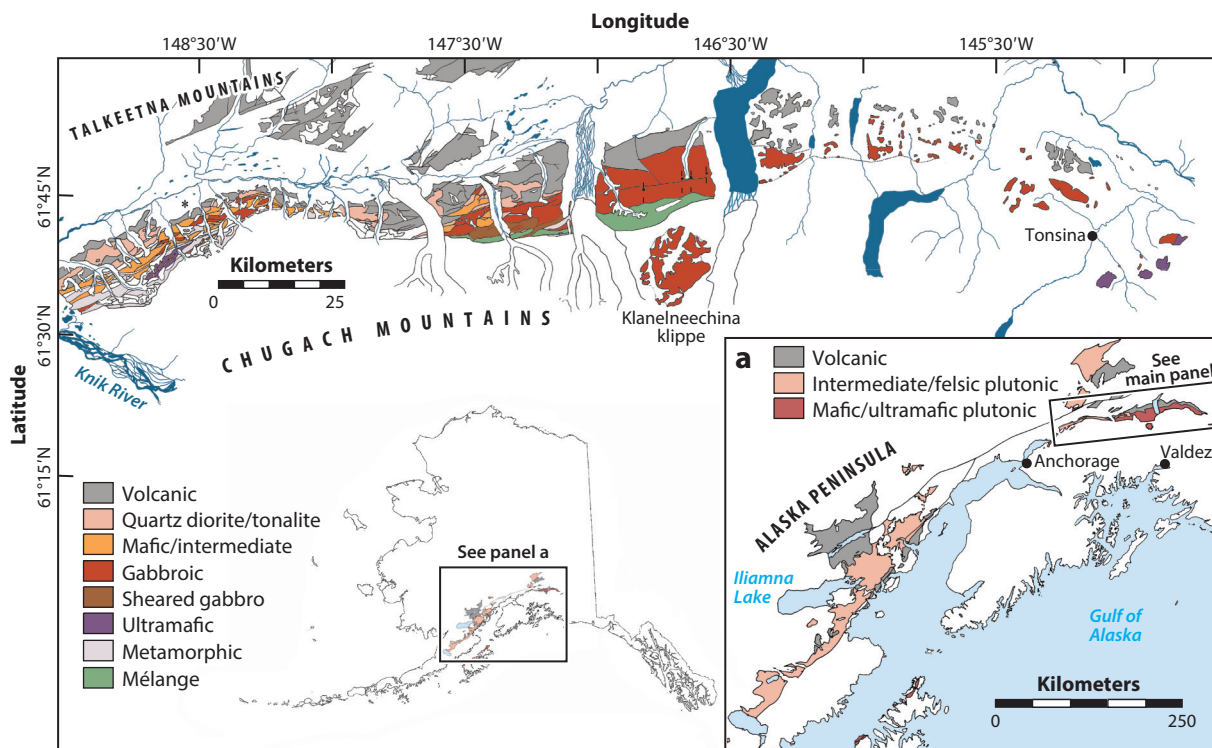 Longitude
148°30'W
147°30'W
146°30'W
145°30'W
TALKEETNA MOUNTAINS
61°45'N
*
Tonsina
Kilometers
0 25
Klanelneechina
klippe
CHUGACH MOUNTAINS
61°30'N
Knik River
Latitude
61°15'N
Volcanic
Quartz diorite/tonalite
Mafic/intermediate
Gabbroic
Sheared gabbro
Ultramafic
Metamorphic
Mélange
See panel a
a
Volcanic
Intermediate/felsic plutonic
Mafic/ultramafic plutonic
See
main panel
Anchorage
Valdez
ALASKA PENINSULA
Iliamna
Lake
Gulf of
Alaska
Kilometers
0 250